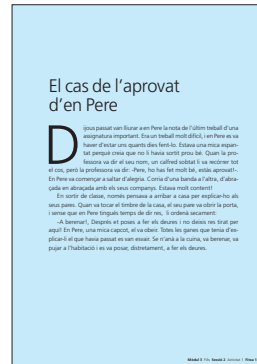 El cas de l'aprovat
d'en Pere
Dijous passat van lliurar a en Pere la nota de l'últim treball d'una
assignatura important. Era un treball molt difícil, i en Pere es va
haver d'estar uns quants dies fent-lo. Estava una mica espan-
tat perquè creia que no li havia sortit prou bé. Quan la pro-
fessora va dir el seu nom, un calfred sobtat li va recórrer tot
el cos, però la professora va dir: -Pere, ho has fet molt bé, estàs aprovat!-.
En Pere va començar a saltar d'alegria. Corria d'una banda a l'altre, d'abra-
çada en abraçada amb els seus companys. Estava molt content!
En sortir de classe, només pensava a arribar a casa per explicar-ho als
seus pares. Quan va tocar el timbre de la casa, el seu pare va obrir la porta,
i sense que en Pere tingués temps de dir res, li ordenà secament:
-A berenar!, Després et poses a fer els deures i no deixis res tirat per
aquí! En Pere, una mica capcot, el va obeir. Totes les ganes que tenia d'ex-
plicar-li el que havia passat es van esvair. Se n'anà a la cuina, va berenar, va
pujar a l'habitació i es va posar, distretament, a fer els deures.